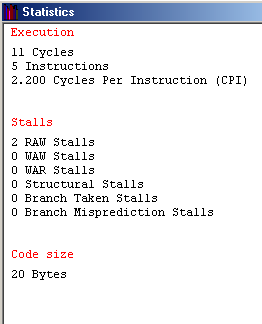 Statistics
Execution
11 Cycles
5 Instructions
2.200 Cycles Per Instruction (CPI)
Stalls
2 RAW Stalls
0 WAW Stalls
0 WAR Stalls
0 Structural Stalls
0 Branch Taken Stalls
0 Branch Misprediction Stalls
Code size
20 Bytes